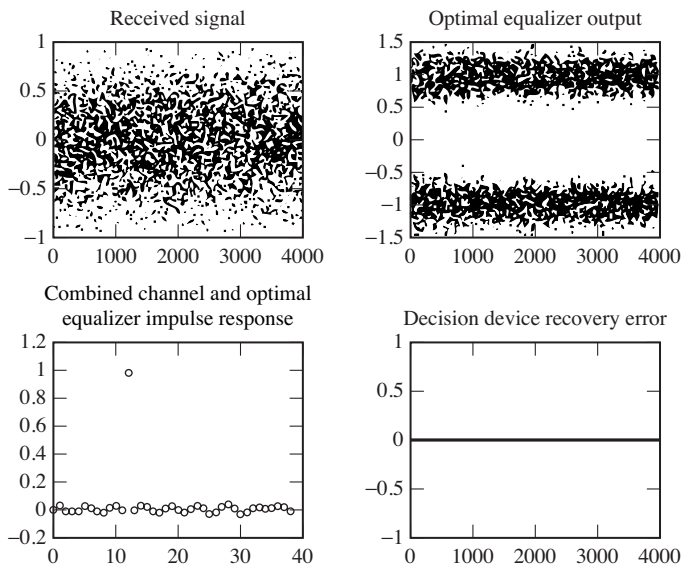 Received signal
1
0.5
0
−0.5
−1
0 1000 2000 3000 4000
Optimal equalizer output
1.5
1
0.5
0
−0.5
−1
−1.5
0 1000 2000 3000 4000
Combined channel and optimal
equalizer impulse response
1.2
1
0.8
0.6
0.4
0.2
0
−0.2
0 10 20 30 40
Decision device recovery error
1
0.5
0
−0.5
−1
0 1000 2000 3000 4000